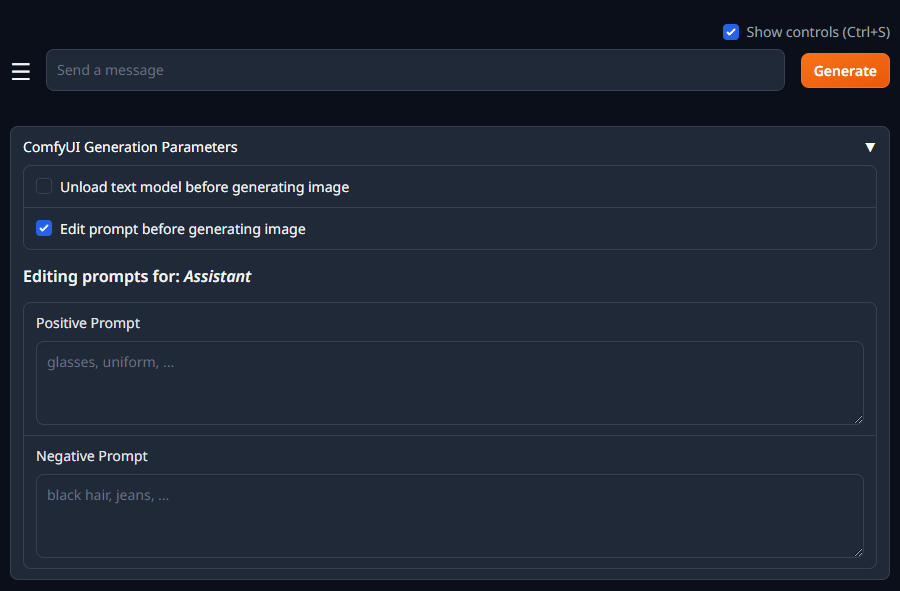 Show controls (Ctrl+S)
Send a message
Generate
ComfyUI Generation Parameters
Unload text model before generating image
Edit prompt before generating image
Editing prompts for: Assistant
Positive Prompt
glasses, uniform, ...
Negative Prompt
black hair, jeans, ...